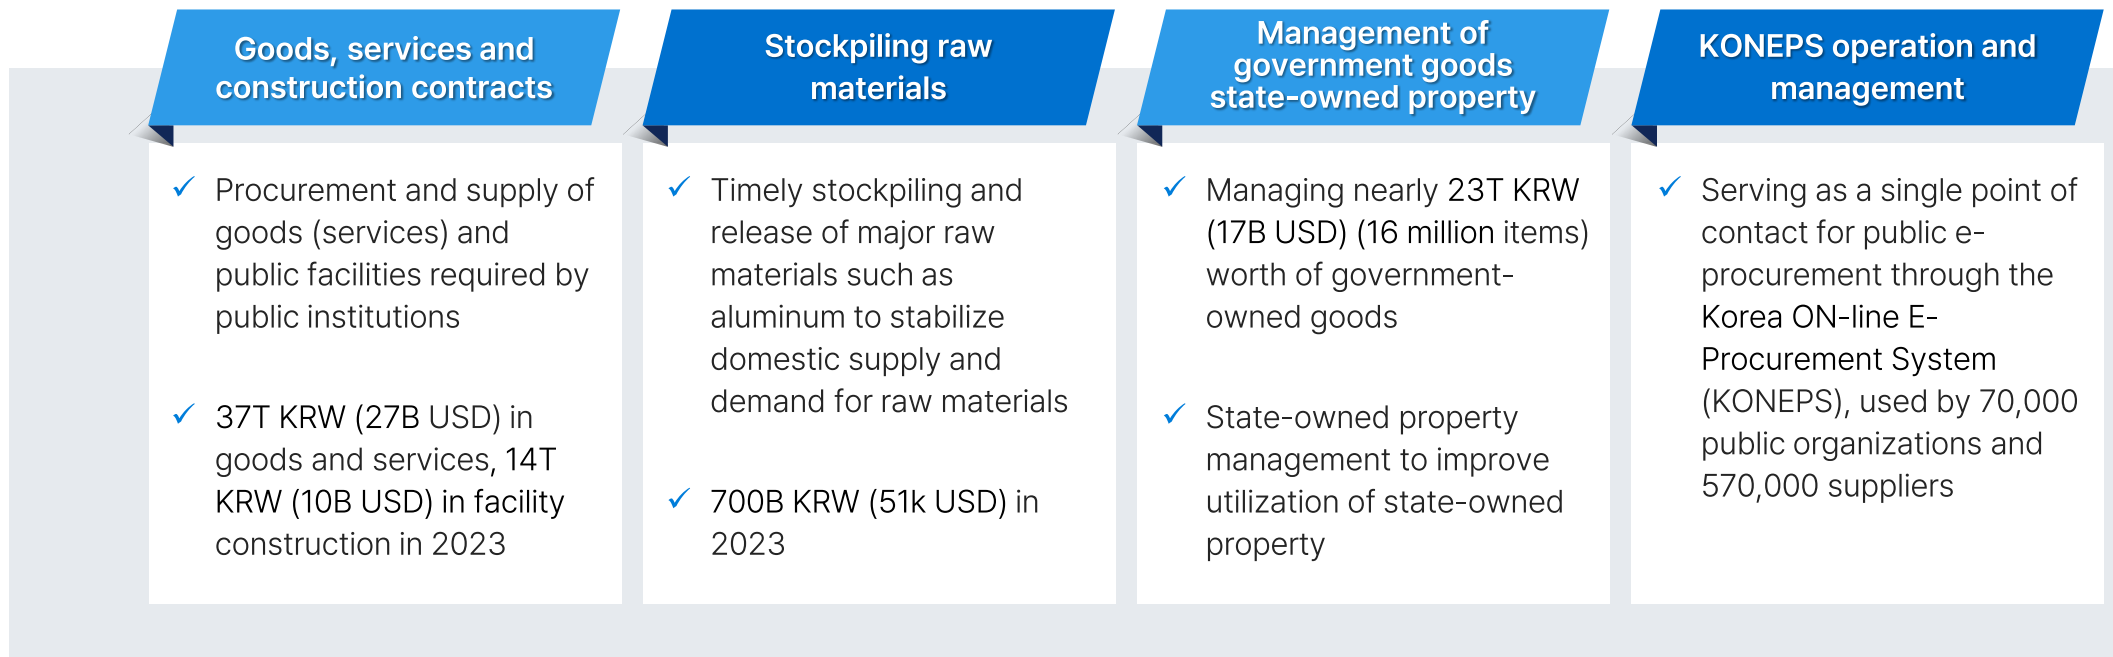 Goods, services and
construction contracts
Procurement and supply of
goods (services) and
public facilities required by
public institutions
37T KRW (27B USD) in
goods and services, 14T
KRW (10B USD) in facility
construction in 2023
Stockpiling raw
materials
Timely stockpiling and
release of major raw
materials such as
aluminum to stabilize
domestic supply and
demand for raw materials
700B KRW (51k USD) in
2023
Management of
government goods
state-owned property
Managing nearly 23T KRW
(17B USD) (16 million items)
worth of government-
owned goods
State-owned property
management to improve
utilization of state-owned
property
KONEPS operation and
management
Serving as a single point of
contact for public e-
procurement through the
Korea ON-line E-
Procurement System
(KONEPS), used by 70,000
public organizations and
570,000 suppliers